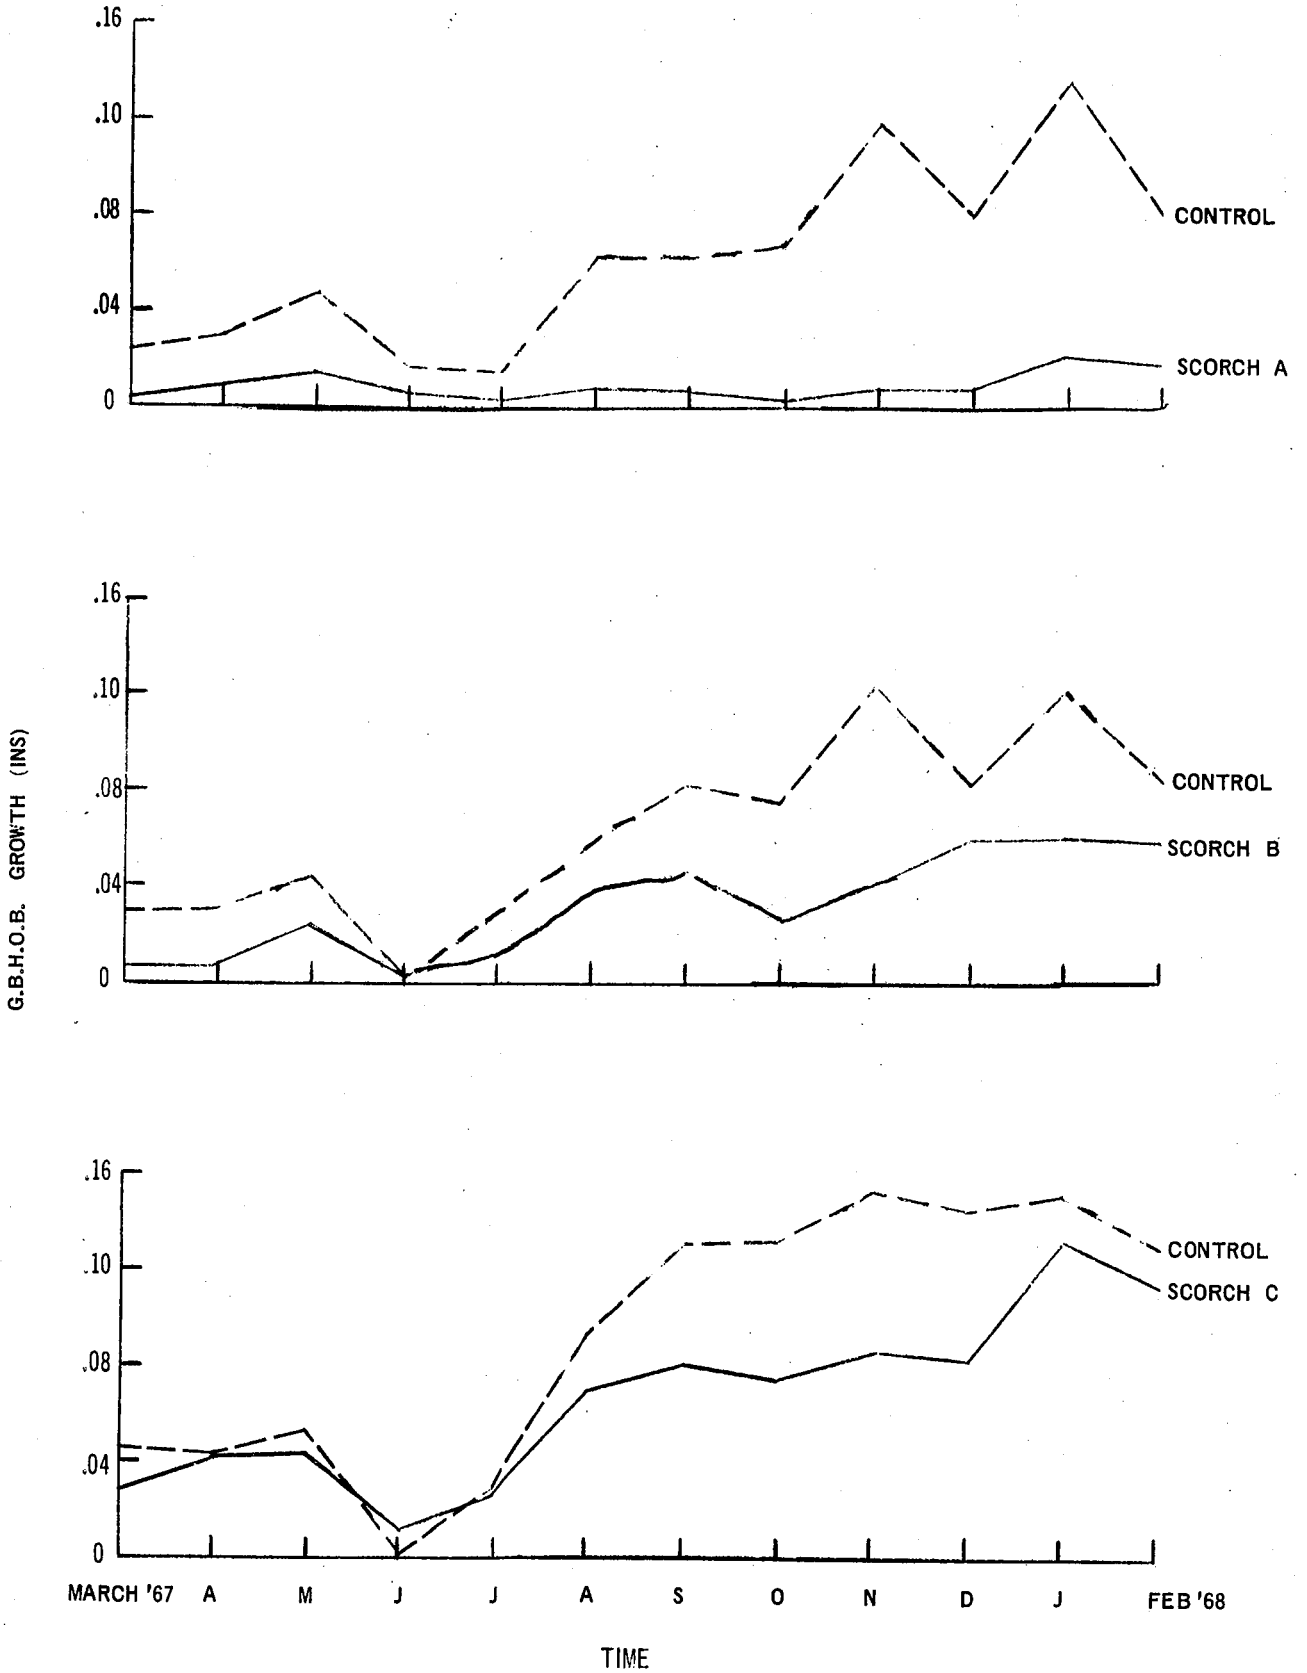 .16
.10
.08
.04
0
CONTROL
SCORCH A
.16
.10
.08
.04
0
CONTROL
SCORCH B
G.B.H.O.B. GROWTH (INS)
.16
.10
.08
.04
0
CONTROL
SCORCH C
MARCH '67 A M J J A S O N D J FEB '68
TIME